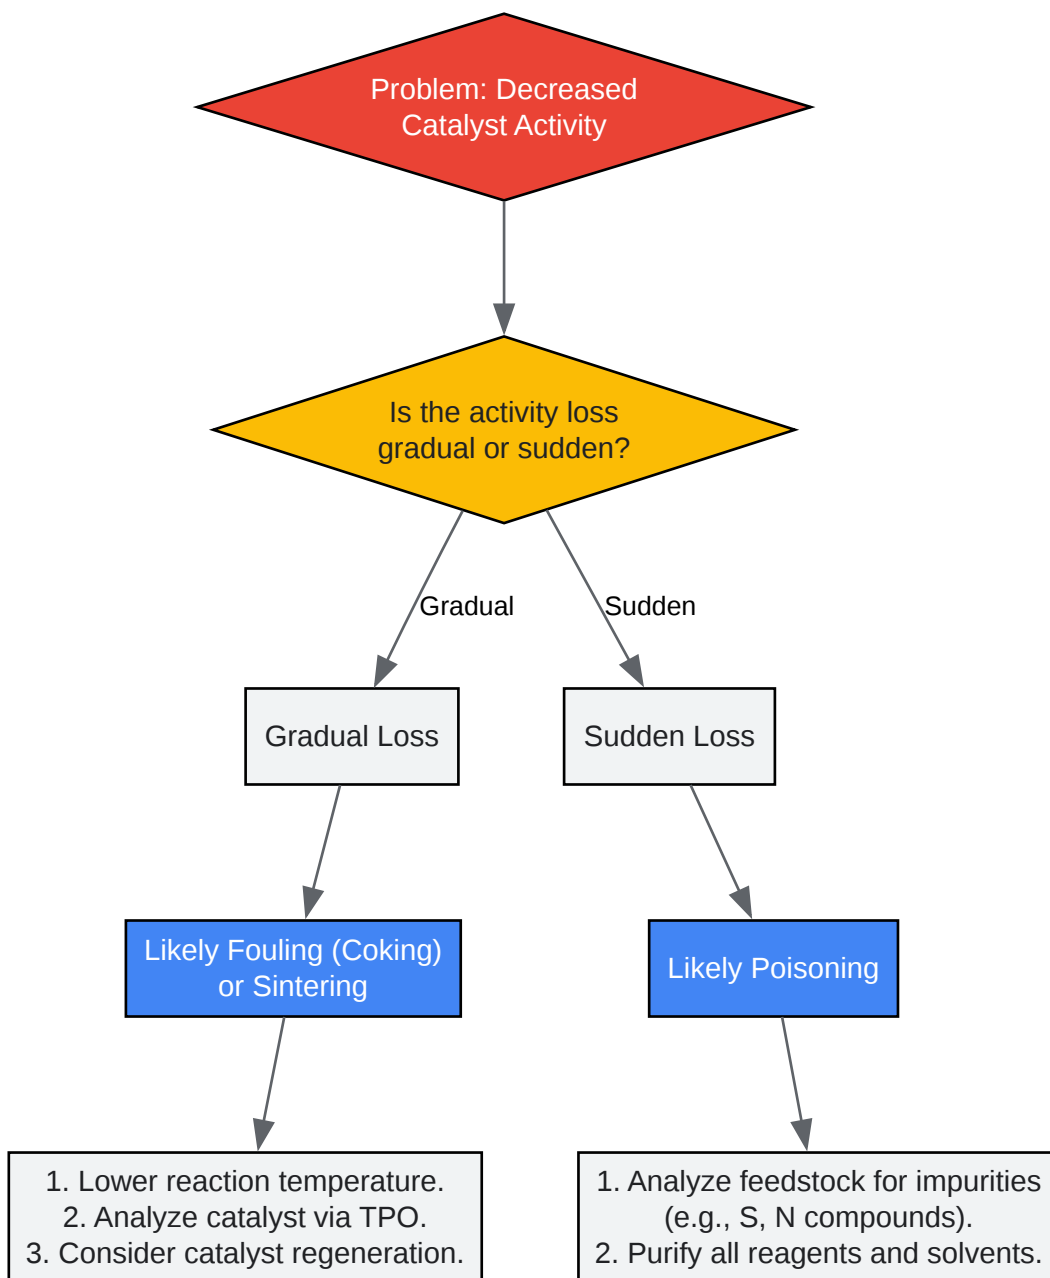 Problem: Decreased
Catalyst Activity
Is the activity loss
gradual or sudden?
Gradual
Sudden
Gradual Loss
Sudden Loss
Likely Fouling (Coking)
or Sintering
Likely Poisoning
1. Lower reaction temperature.
2. Analyze catalyst via TPO.
3. Consider catalyst regeneration.
1. Analyze feedstock for impurities
(e.g., S, N compounds).
2. Purify all reagents and solvents.